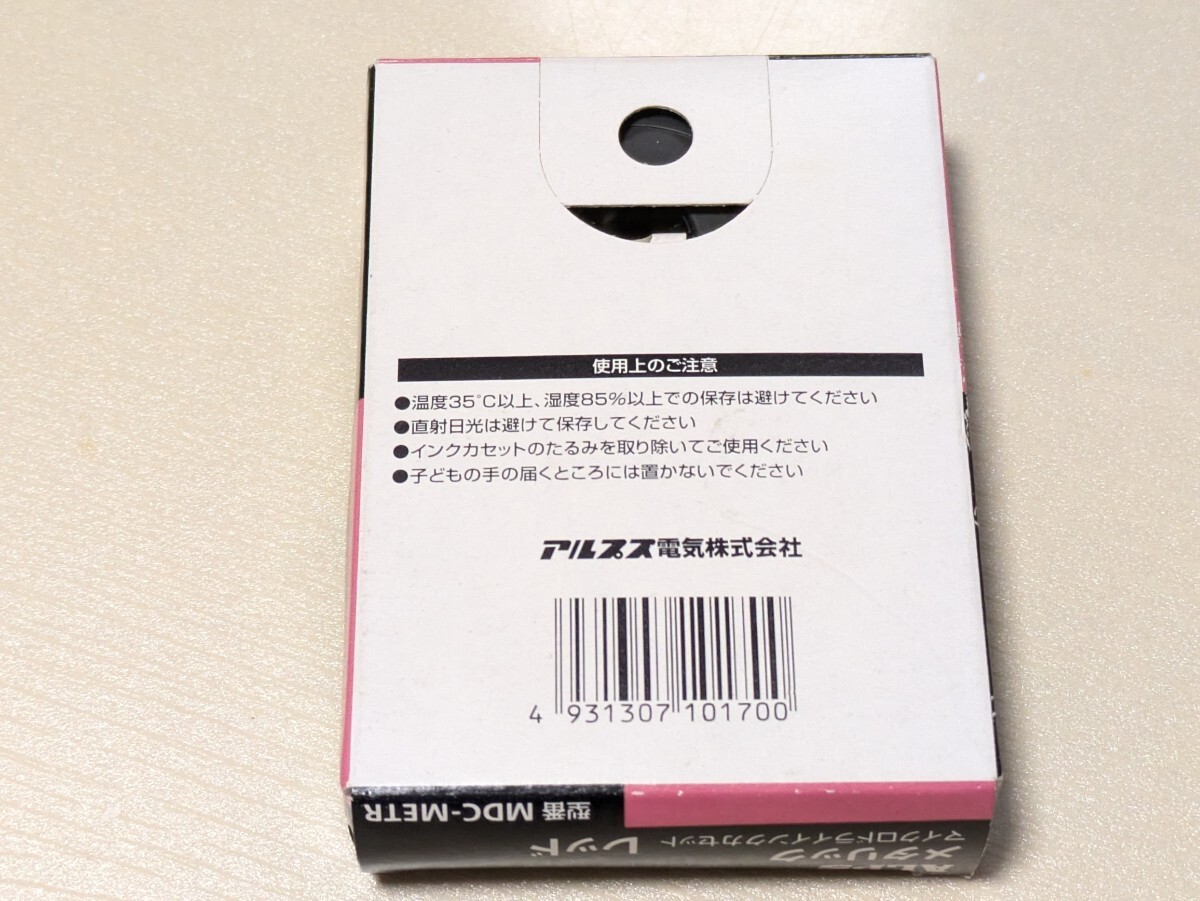 使用上のご注意
●温度35℃以上、湿度85%以上での保存は避けてください
●直射日光は避けて保存してください
●インクカセットのたるみを取り除いてご使用ください
●子どもの手の届くところには置かないでください
アルプス電気株式会社
4 931307 101700
型番 MDC-METR
マイクロドライインクカセット
メタリック
レッド